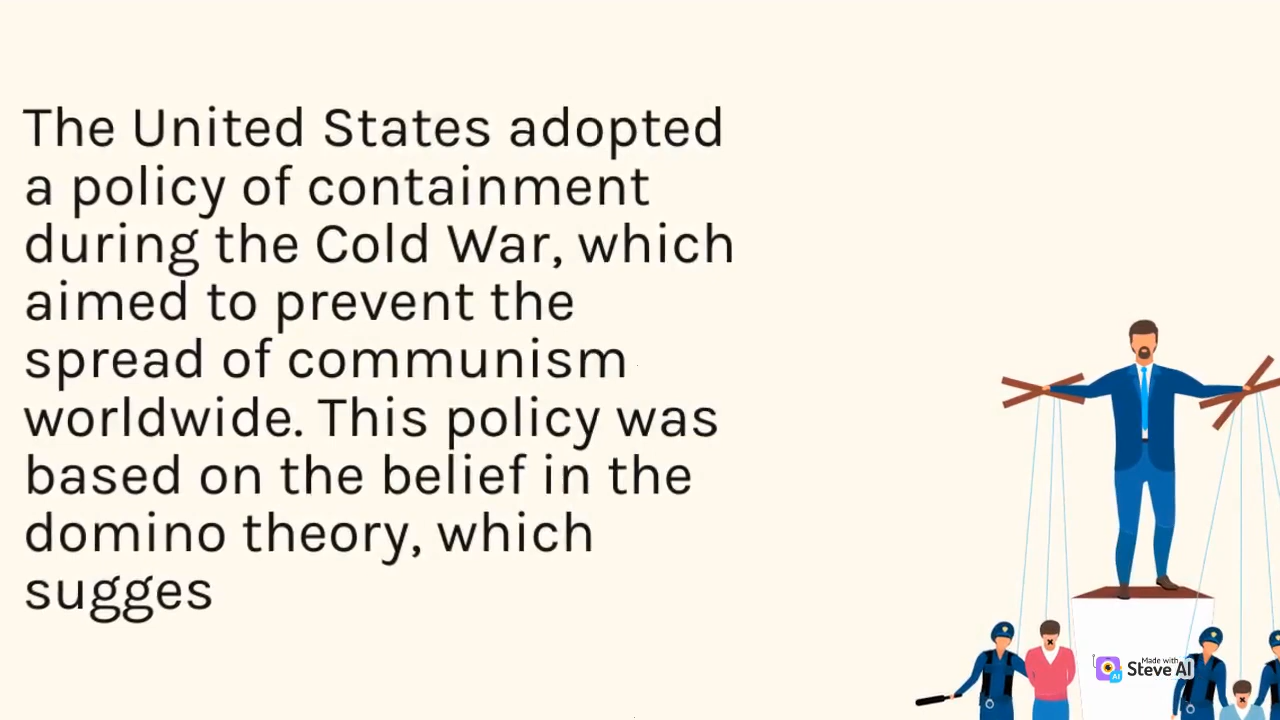 The United States adopted
a policy of containment
during the Cold War, which
aimed to prevent the
spread of communism
worldwide. This policy was
based on the belief in the
domino theory, which
sugges
Made with
Steve AI
AI